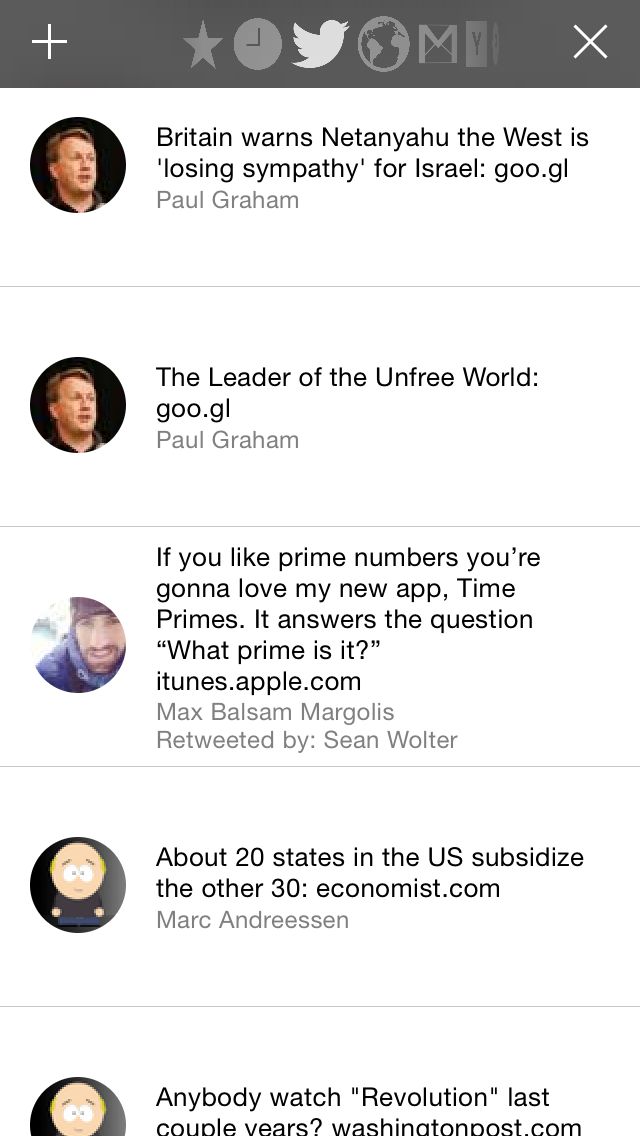 Britain warns Netanyahu the West is
'losing sympathy' for Israel: goo.gl
Paul Graham
The Leader of the Unfree World:
goo.gl
Paul Graham
If you like prime numbers you’re
gonna love my new app, Time
Primes. It answers the question
“What prime is it?”
itunes.apple.com
Max Balsam Margolis
Retweeted by: Sean Wolter
About 20 states in the US subsidize
the other 30: economist.com
Marc Andreessen
Anybody watch "Revolution" last
couple years? washingtonpost.com